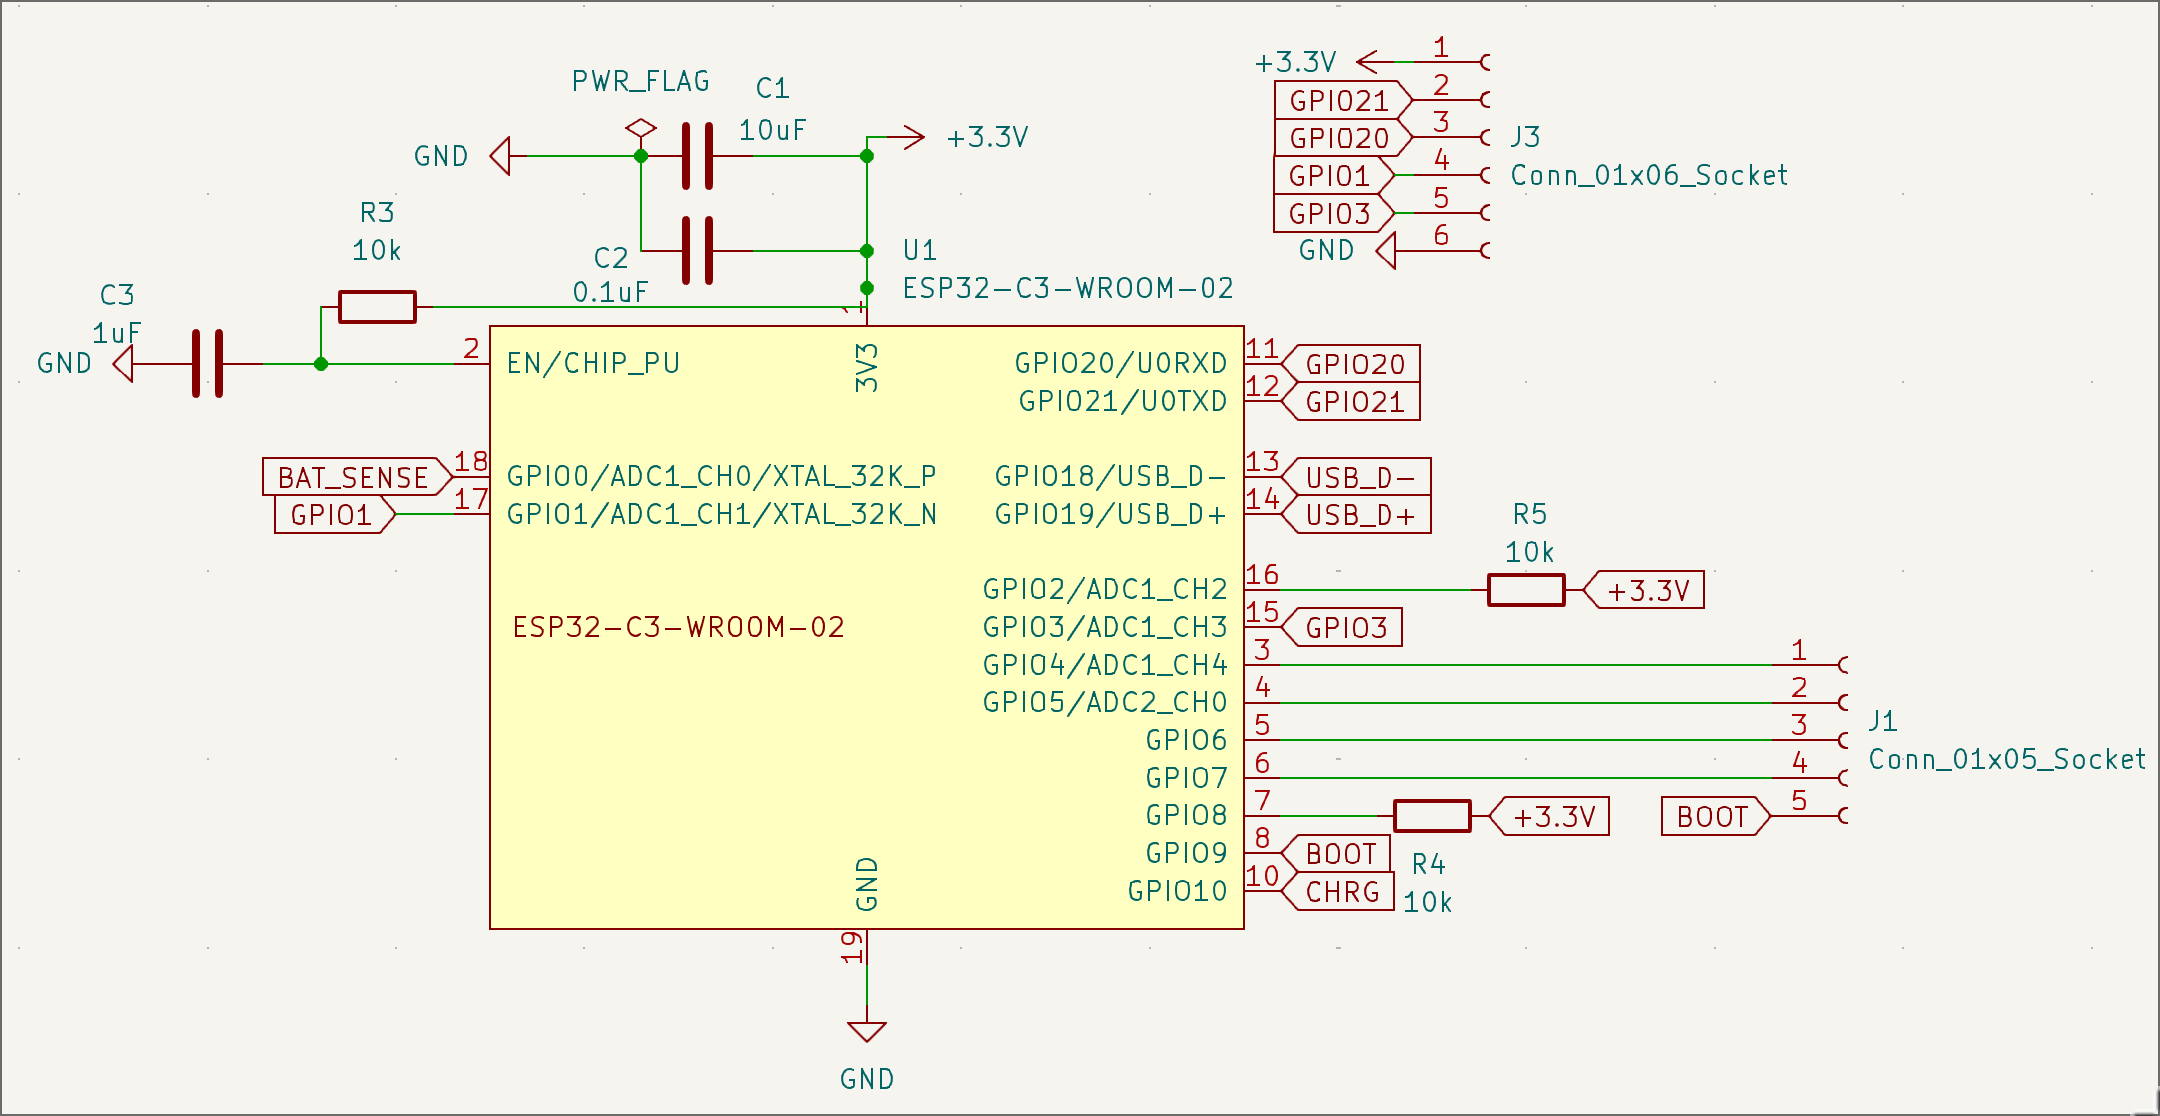 PWR_FLAG
C1
10uF
GND
+3.3V
R3
10k
C2
0.1uF
U1
ESP32-C3-WROOM-02
C3
1uF
GND
1
2
EN/CHIP_PU
3V3
BAT_SENSE
18
GPIO0/ADC1_CH0/XTAL_32K_P
GPIO1
17
GPIO1/ADC1_CH1/XTAL_32K_N
ESP32-C3-WROOM-02
GPIO20/U0RXD
11
GPIO20
GPIO21/U0TXD
12
GPIO21
GPIO18/USB_D-
13
USB_D-
GPIO19/USB_D+
14
USB_D+
GPIO2/ADC1_CH2
16
R5
10k
+3.3V
GPIO3/ADC1_CH3
15
GPIO3
GPIO4/ADC1_CH4
3
1
GPIO5/ADC2_CH0
4
2
GPIO6
5
3
GPIO7
6
4
J1
Conn_01x05_Socket
GPIO8
7
+3.3V
R4
10k
BOOT
5
GPIO9
8
BOOT
GPIO10
10
CHRG
GND
19
GND
+3.3V
1
GPIO21
2
GPIO20
3
GPIO1
4
GPIO3
5
GND
6
J3
Conn_01x06_Socket